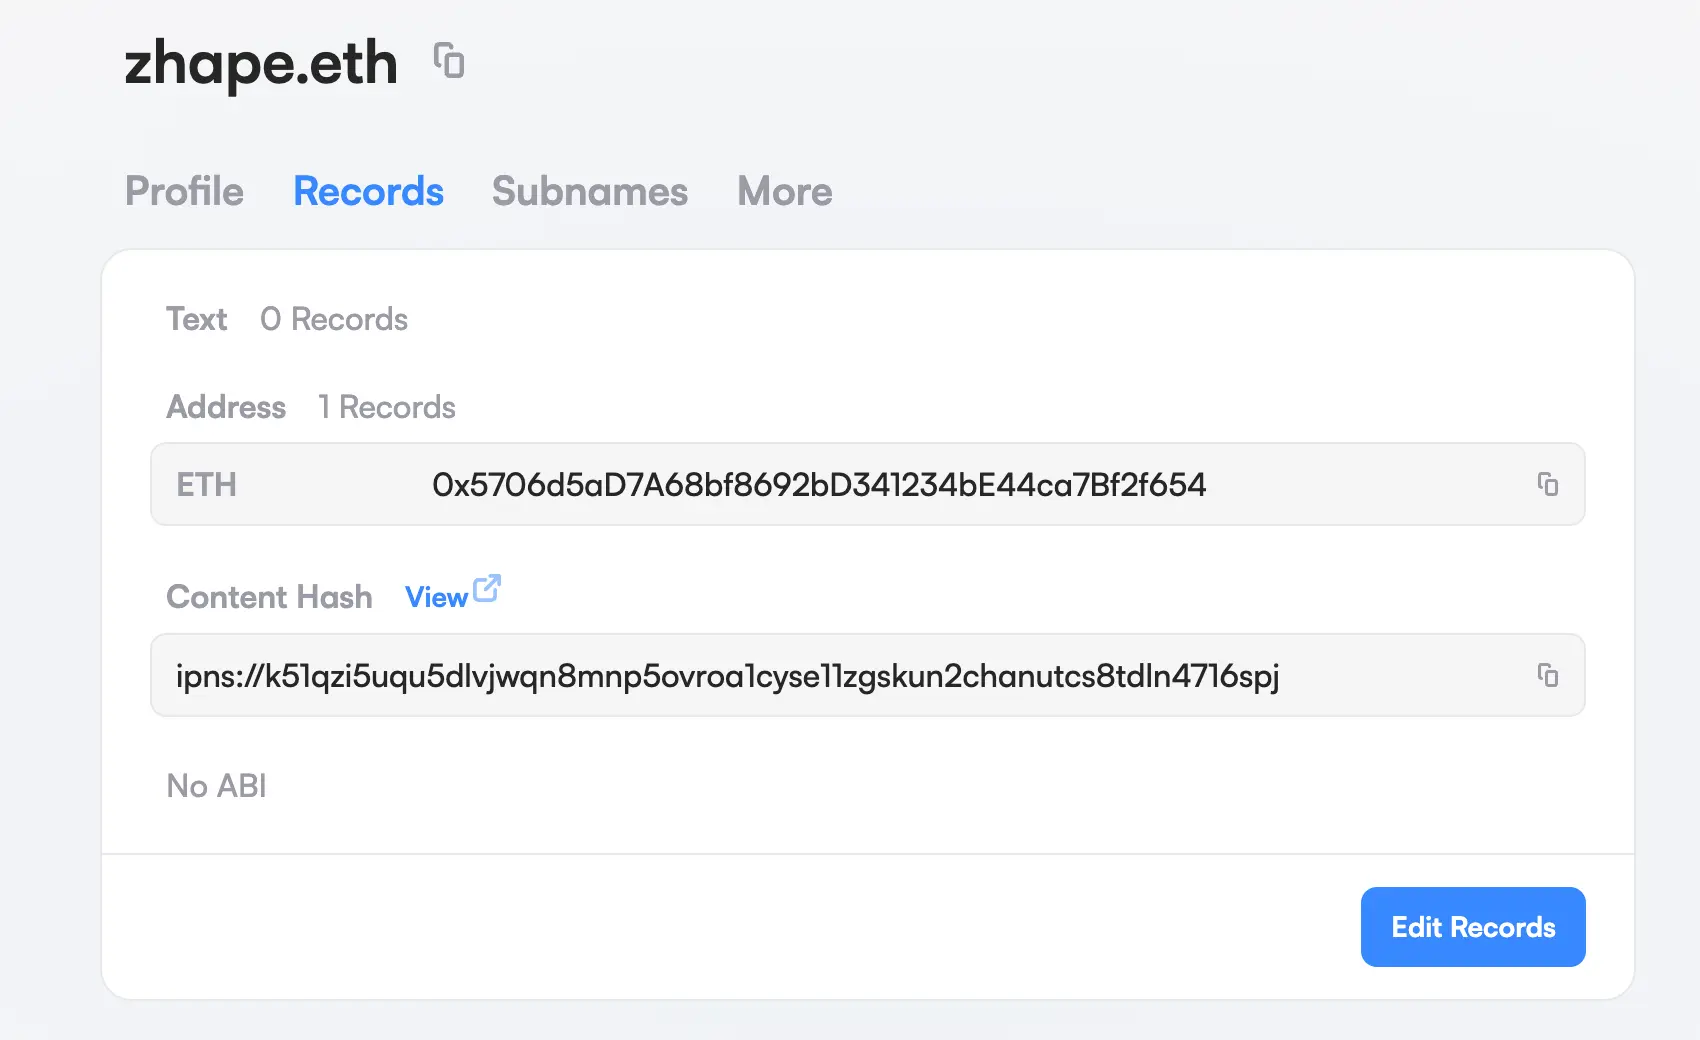 zhape.eth
Profile Records Subnames More
Text 0 Records
Address 1 Records
ETH 0x5706d5aD7A68bf8692bD341234bE44ca7Bf2f654
Content Hash View
ipns://k51qzi5uqu5dlvjwqn8mnp5ovroa1cyse11zgskun2chanutcs8tdln4716spj
No ABI
Edit Records